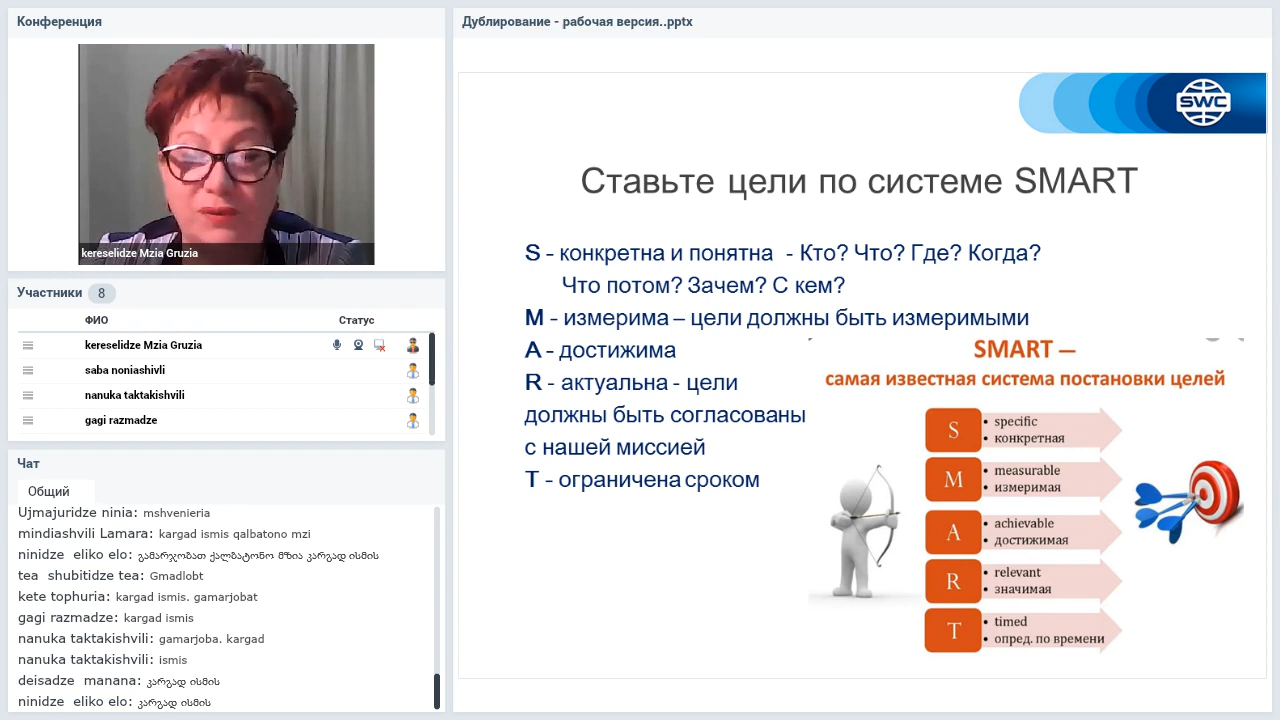 Конференция
kereselidze Mzia Gruzia
Участники 8
ФИО Статус
kereselidze Mzia Gruzia
saba noniashivli
nanuka taktakishvili
gagi razmadze
Чат
Общий
Ujmajuridze ninia: mshvenieria
mindiashvili Lamara: kargad ismis qalbatono mzi
ninidze eliko elo: გამარჯობათ ქალბატონო მზია კარგად ისმის
tea shubitidze tea: Gmadlobt
kete tophuria: kargad ismis. gamarjobat
gagi razmadze: kargad ismis
nanuka taktakishvili: gamarjoba. kargad
nanuka taktakishvili: ismis
deisadze manana: კარგად ისმის
ninidze eliko elo: კარგად ისმის
Дублирование - рабочая версия..pptx
SWC
Ставьте цели по системе SMART
S - конкретна и понятна - Кто? Что? Где? Когда?
Что потом? Зачем? С кем?
M - измерима – цели должны быть измеримыми
A - достижима
R - актуальна - цели
должны быть согласованы
с нашей миссией
T - ограничена сроком
SMART —
самая известная система постановки целей
S
• specific
• конкретная
M
• measurable
• измеримая
A
• achievable
• достижимая
R
• relevant
• значимая
T
• timed
• опред. по времени